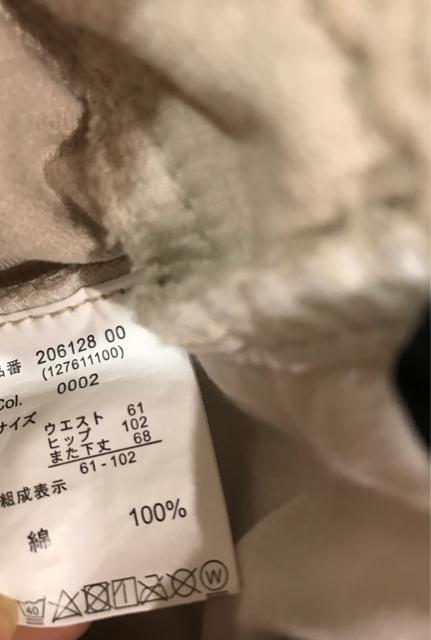 品番 206128 00
(127611100)
Col. 0002
サイズ
ウエスト 61
ヒップ 102
また下丈 68
61-102
組成表示
綿 100%
40 W